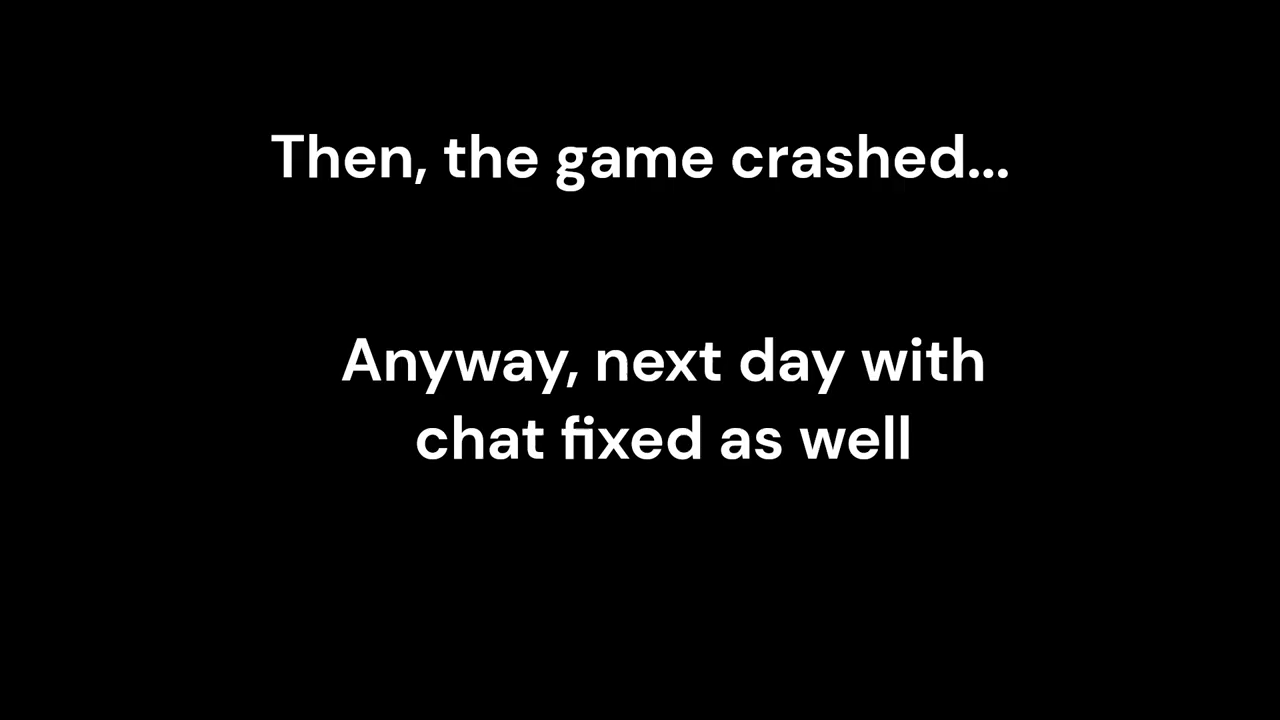 Then, the game crashed...
Anyway, next day with
chat fixed as well